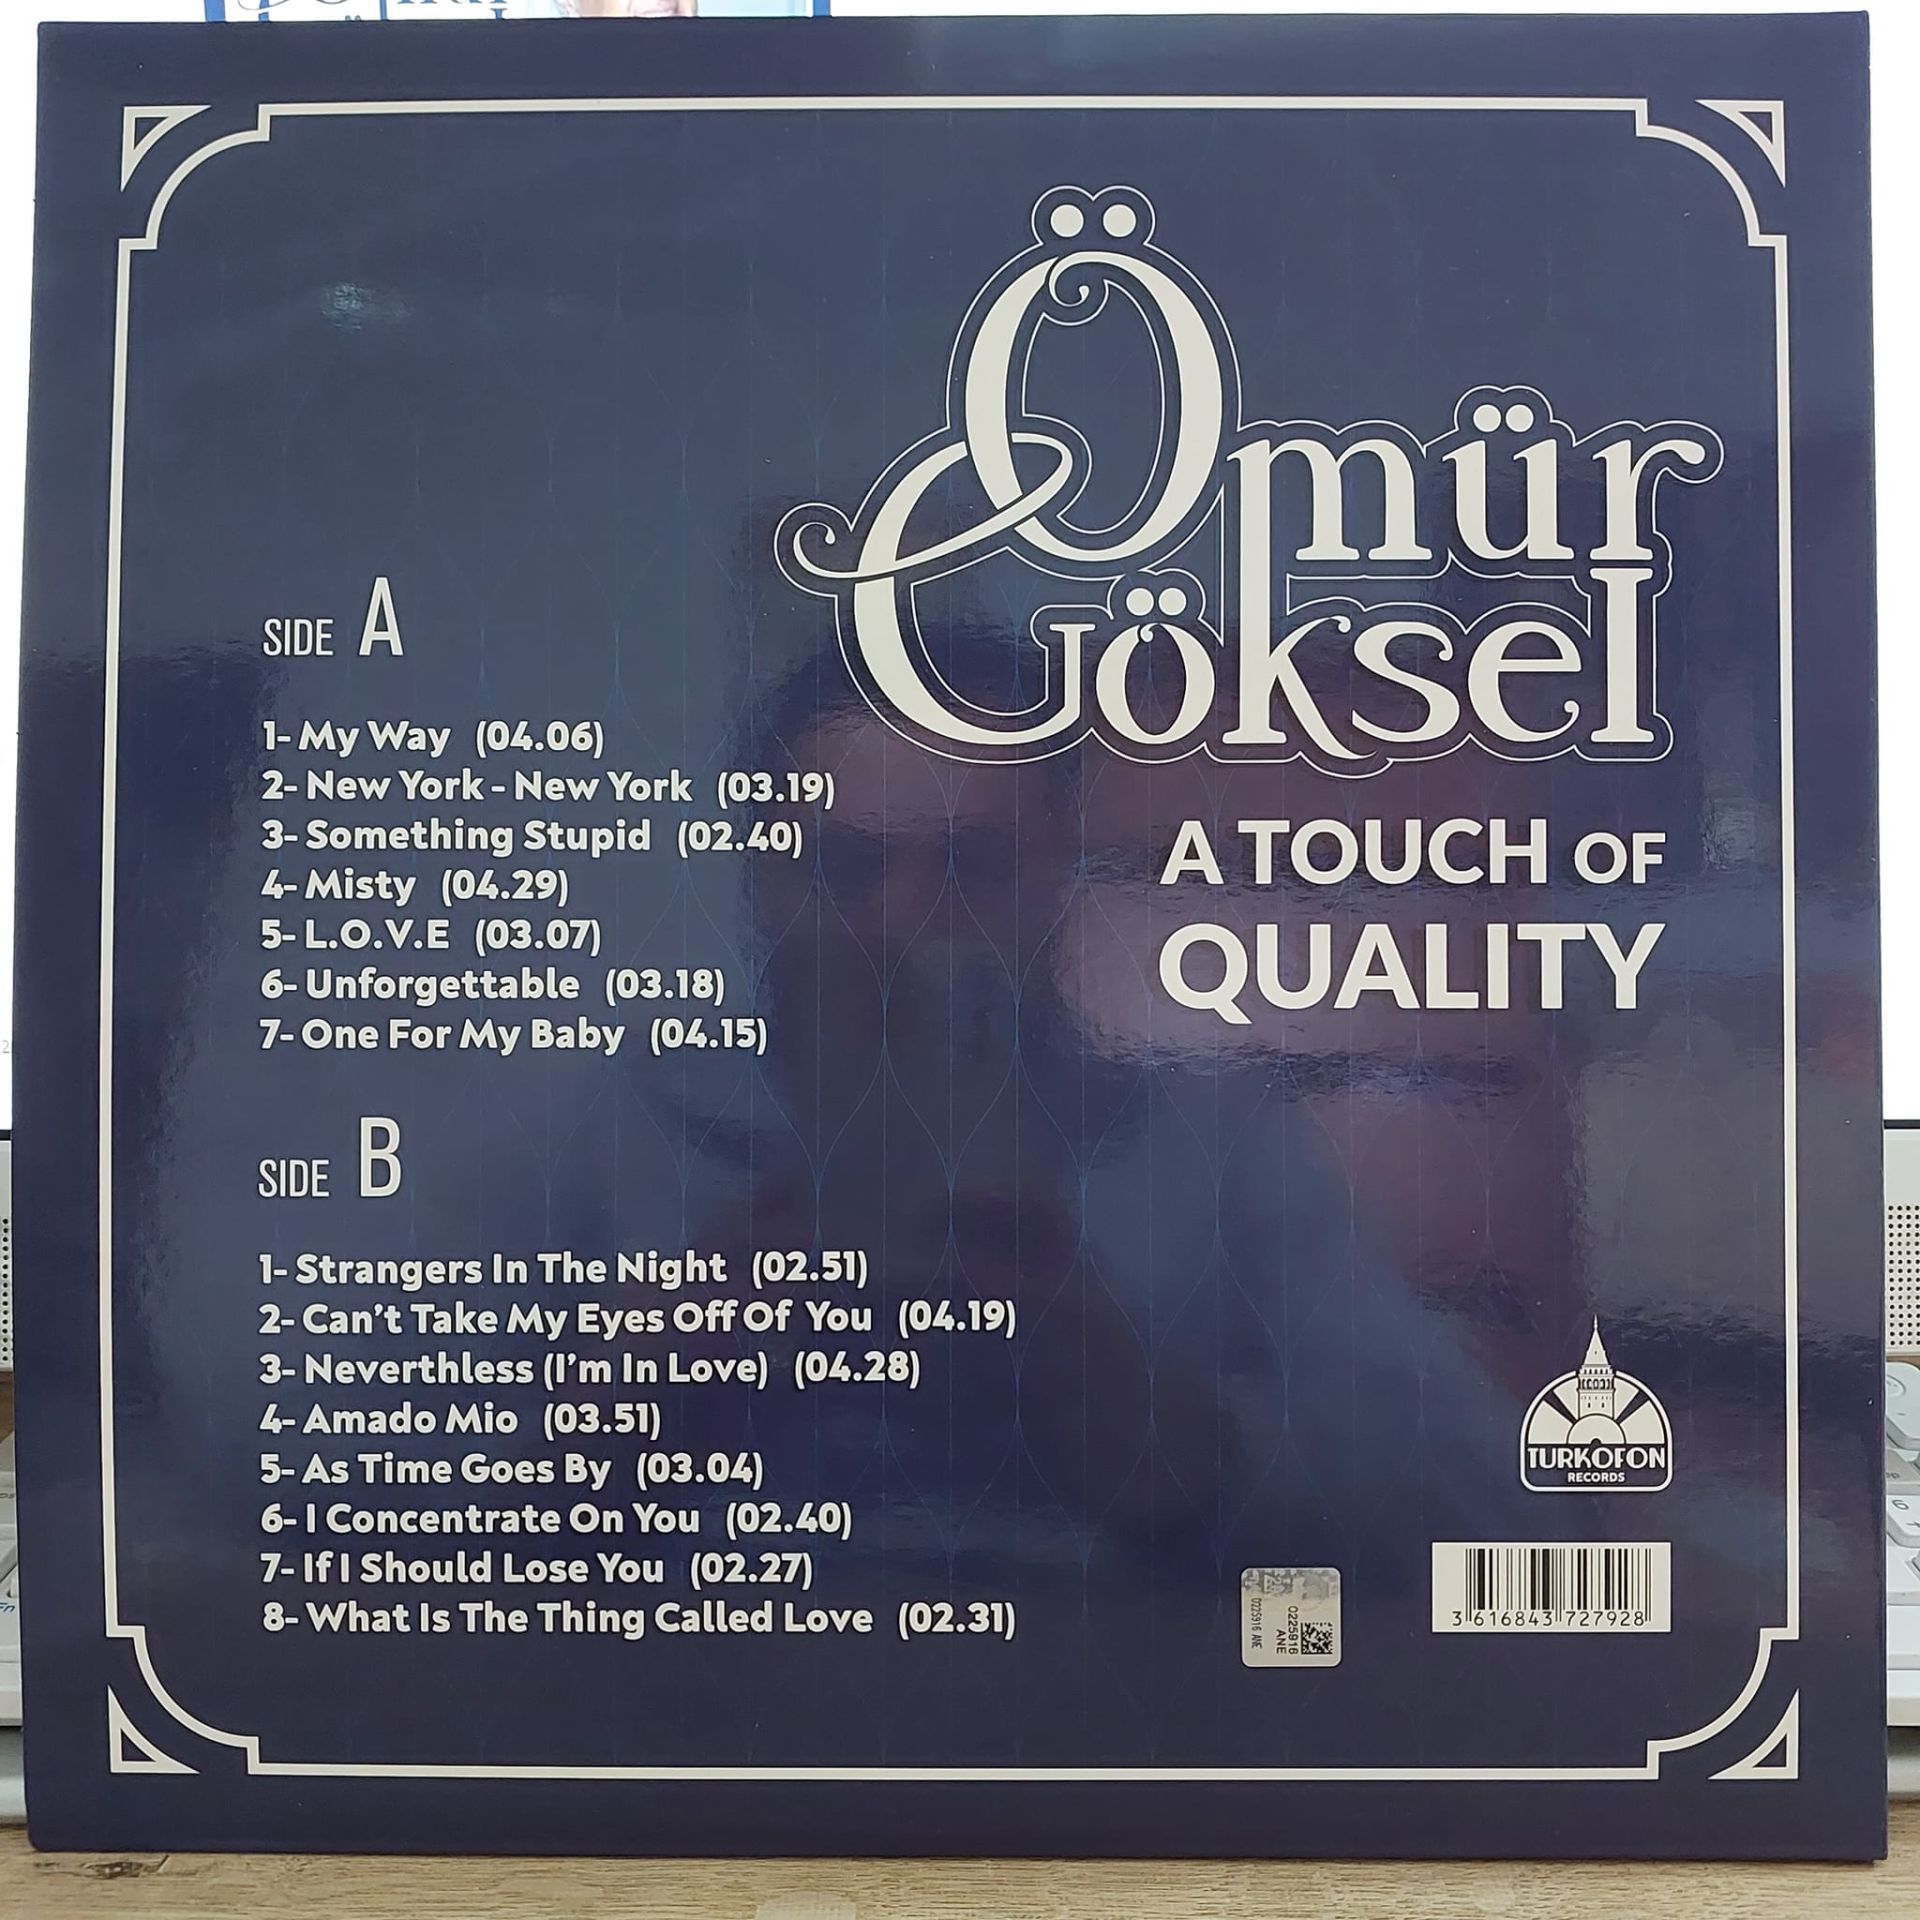 Ömür
Göksel
A TOUCH OF
QUALITY
SIDE A
1- My Way (04.06)
2- New York - New York (03.19)
3- Something Stupid (02.40)
4- Misty (04.29)
5- L.O.V.E (03.07)
6- Unforgettable (03.18)
7- One For My Baby (04.15)
SIDE B
1- Strangers In The Night (02.51)
2- Can't Take My Eyes Off Of You (04.19)
3- Neverthless (I'm In Love) (04.28)
4- Amado Mio (03.51)
5- As Time Goes By (03.04)
6- I Concentrate On You (02.40)
7- If I Should Lose You (02.27)
8- What Is The Thing Called Love (02.31)
TURKOFON
RECORDS
0225916 ANE
0225916
ANE
3 616843 727928